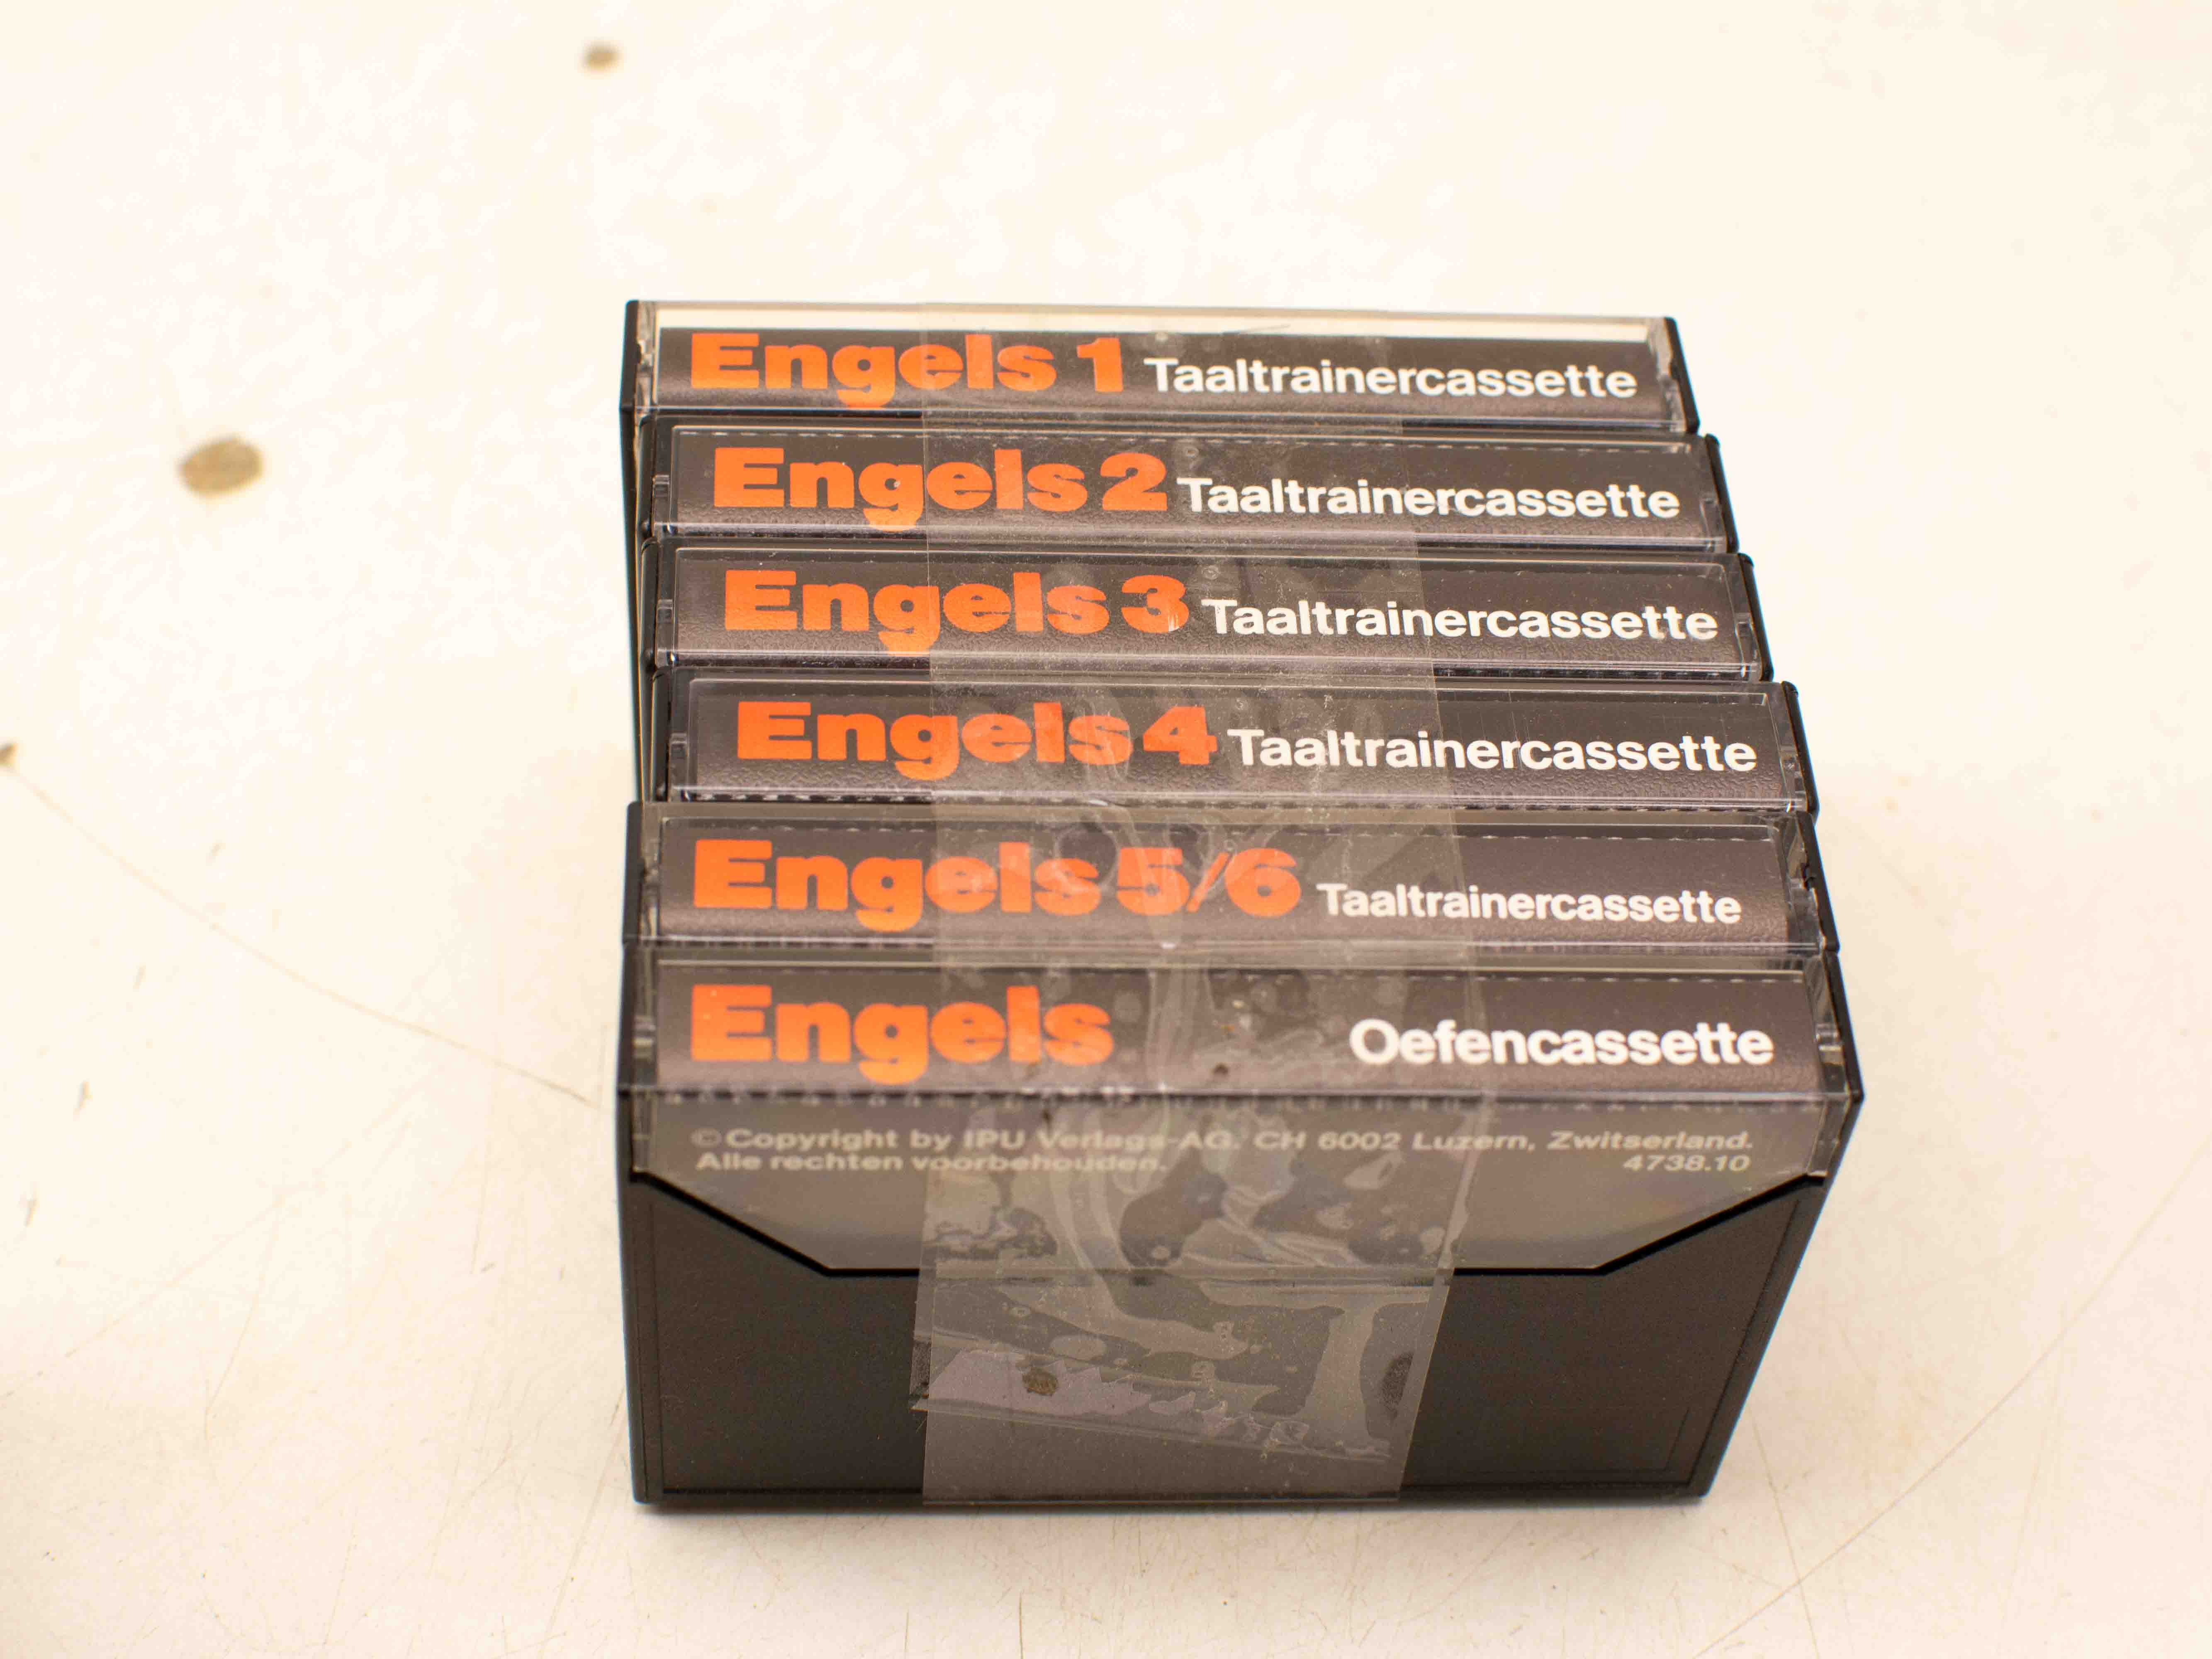 Engels 1 Taaltrainercassette
Engels 2 Taaltrainercassette
Engels 3 Taaltrainercassette
Engels 4 Taaltrainercassette
Engels 5/6 Taaltrainercassette
Engels Oefencassette
© Copyright by IPU Verlags-AG. CH 6002 Luzern, Zwitserland.
Alle rechten voorbehouden. 4738.10